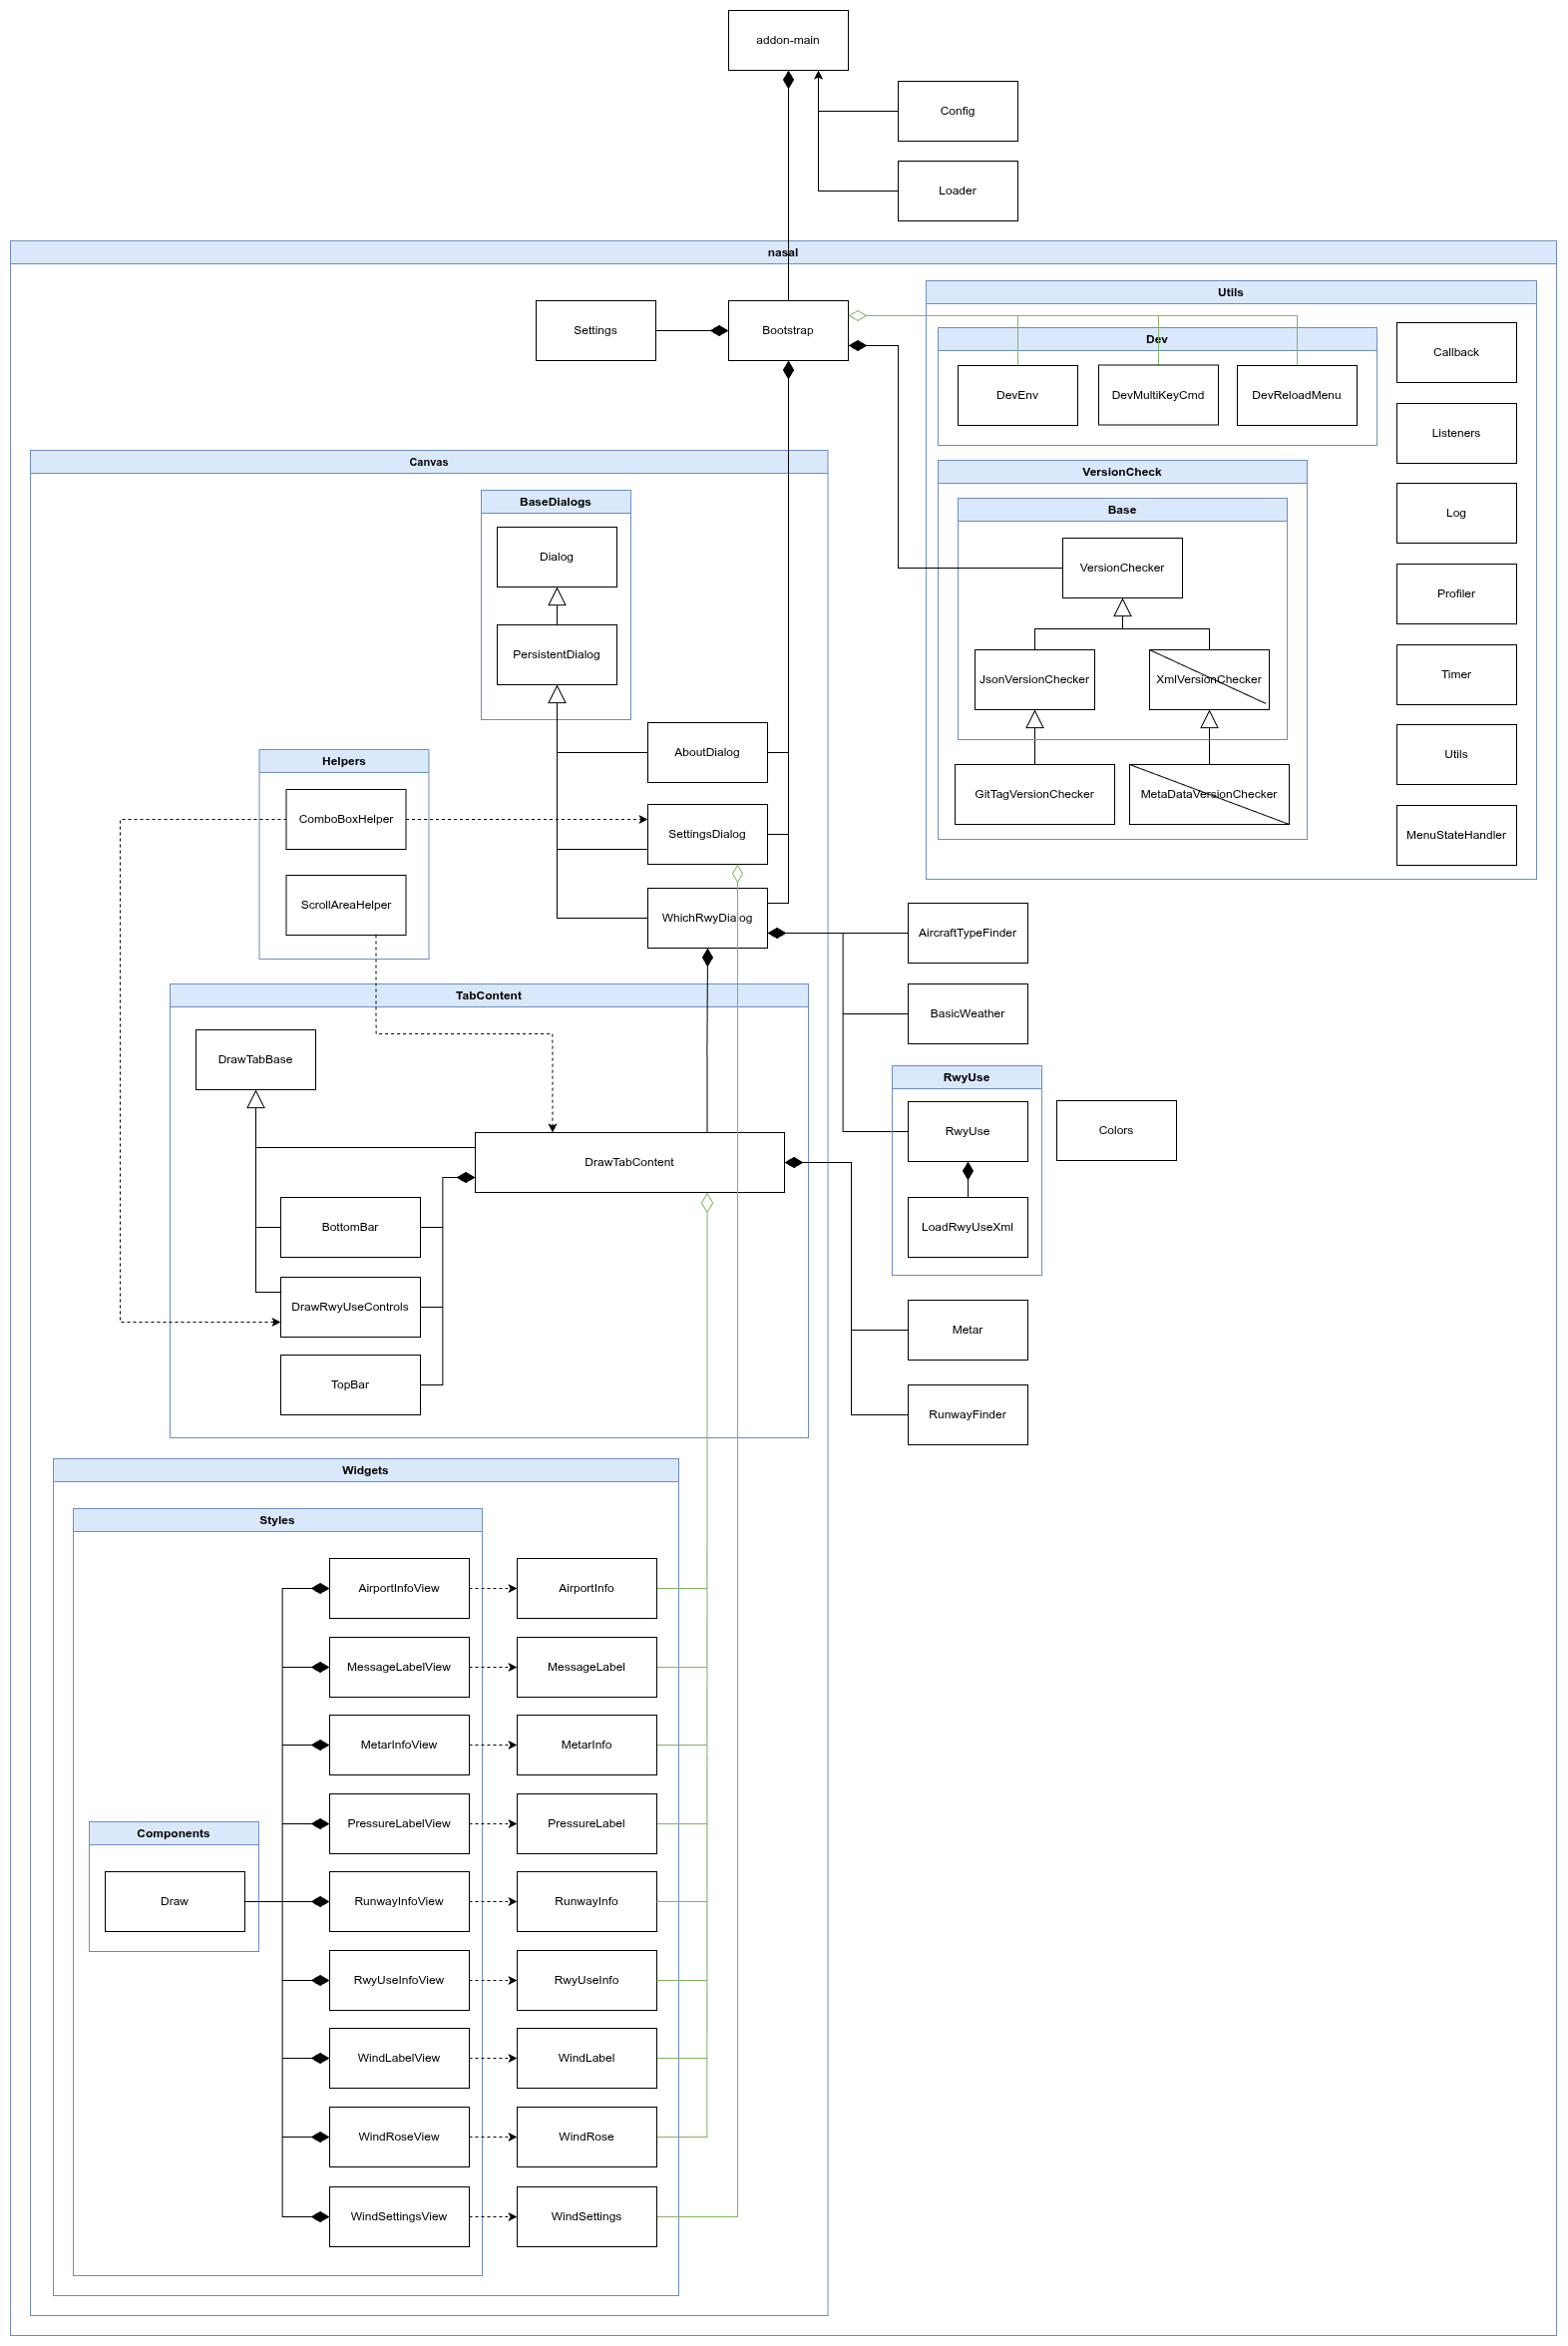 addon-main
Config
Loader
nasal
Settings
Bootstrap
Utils
Dev
DevEnv
DevMultiKeyCmd
DevReloadMenu
Callback
Listeners
Log
Profiler
Timer
Utils
MenuStateHandler
VersionCheck
Base
VersionChecker
JsonVersionChecker
XmlVersionChecker
GitTagVersionChecker
MetaDataVersionChecker
Canvas
BaseDialogs
Dialog
PersistentDialog
AboutDialog
SettingsDialog
WhichRwyDialog
Helpers
ComboBoxHelper
ScrollAreaHelper
AircraftTypeFinder
BasicWeather
RwyUse
RwyUse
LoadRwyUseXml
Colors
Metar
RunwayFinder
TabContent
DrawTabBase
DrawTabContent
BottomBar
DrawRwyUseControls
TopBar
Widgets
Styles
AirportInfoView
AirportInfo
MessageLabelView
MessageLabel
MetarInfoView
MetarInfo
PressureLabelView
PressureLabel
Components
Draw
RunwayInfoView
RunwayInfo
RwyUseInfoView
RwyUseInfo
WindLabelView
WindLabel
WindRoseView
WindRose
WindSettingsView
WindSettings